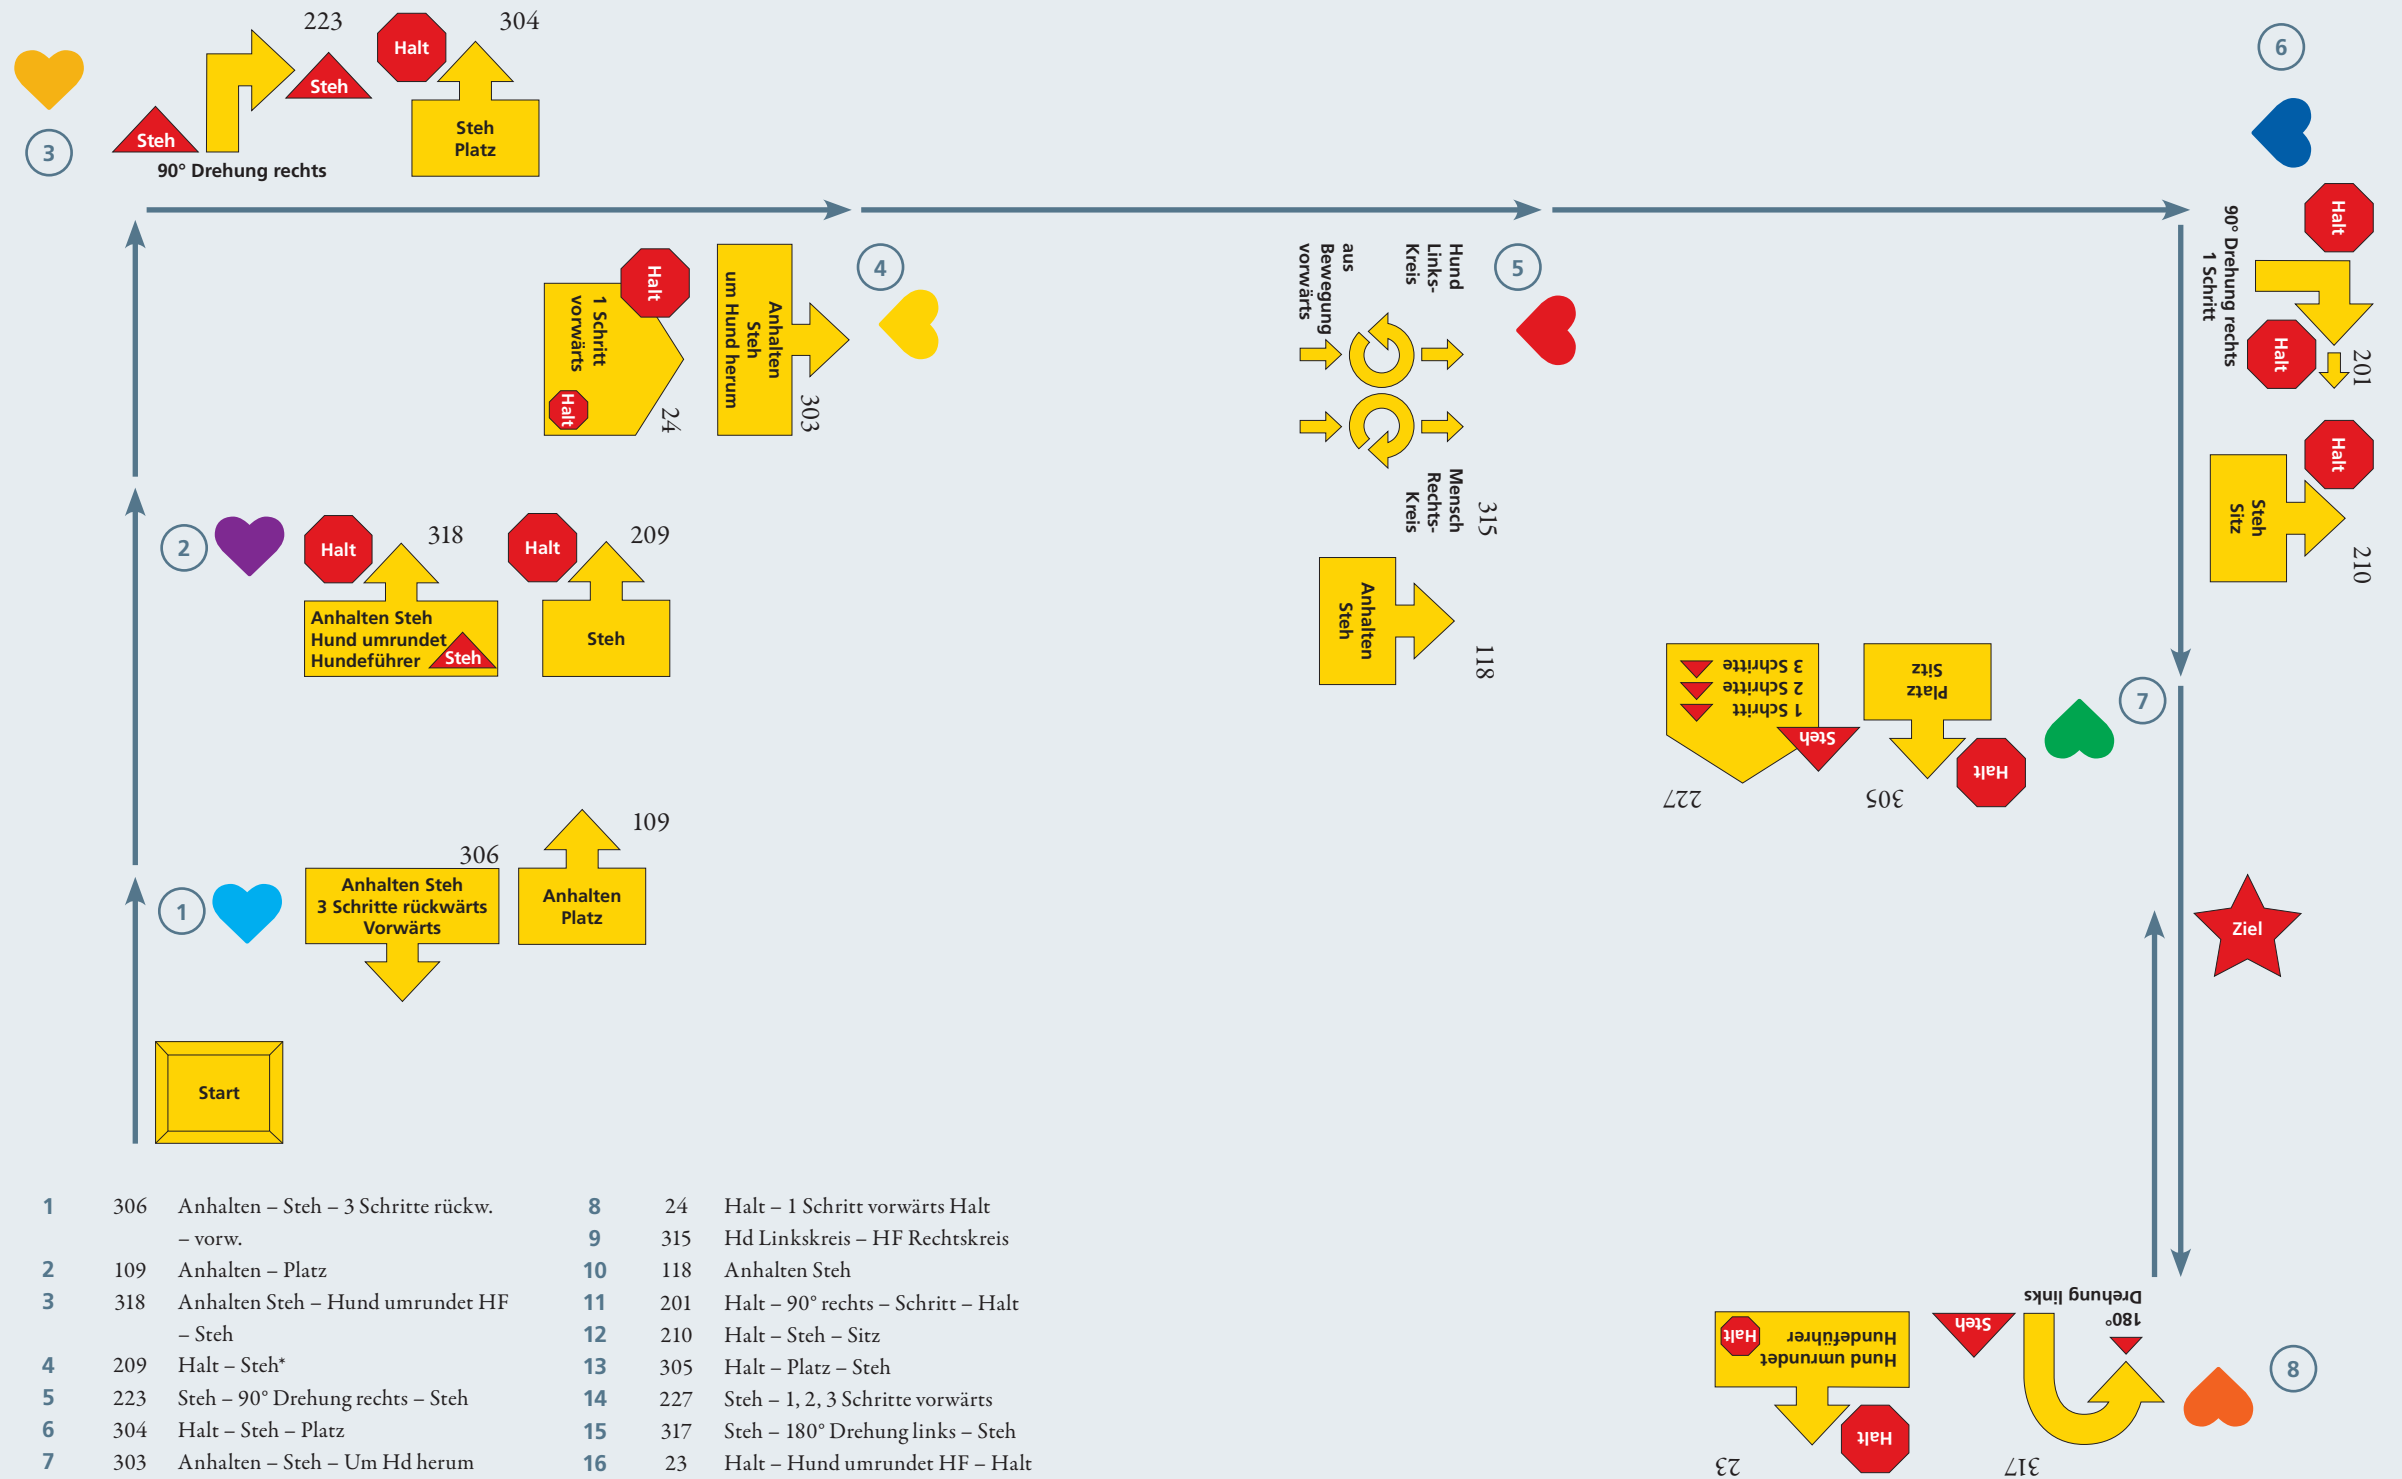 223
304
Halt
Steh
Steh
Steh
Platz
90° Drehung rechts
3
6
Halt
90° Drehung rechts
1 Schritt
Halt
201
Halt
Steh
Sitz
210
4
Halt
1 Schritt
vorwärts
Halt
24
Anhalten
Steh
um Hund herum
303
5
Hund
Links-
Kreis
aus
Bewegung
vorwärts
Mensch
Rechts-
Kreis
315
Anhalten
Steh
118
2
Halt
318
Anhalten Steh
Hund umrundet
Hundeführer
Steh
Halt
209
Steh
7
1 Schritt
2 Schritte
3 Schritte
Steh
227
Platz
Sitz
Halt
305
1
306
Anhalten Steh
3 Schritte rückwärts
Vorwärts
109
Anhalten
Platz
Ziel
Start
8
180°
Drehung links
Steh
317
Hund umrundet
Hundeführer
Halt
Halt
23
1 306 Anhalten – Steh – 3 Schritte rückw.
– vorw.
2 109 Anhalten – Platz
3 318 Anhalten Steh – Hund umrundet HF
– Steh
4 209 Halt – Steh*
5 223 Steh – 90° Drehung rechts – Steh
6 304 Halt – Steh – Platz
7 303 Anhalten – Steh – Um Hd herum
8 24 Halt – 1 Schritt vorwärts Halt
9 315 Hd Linkskreis – HF Rechtskreis
10 118 Anhalten Steh
11 201 Halt – 90° rechts – Schritt – Halt
12 210 Halt – Steh – Sitz
13 305 Halt – Platz – Steh
14 227 Steh – 1, 2, 3 Schritte vorwärts
15 317 Steh – 180° Drehung links – Steh
16 23 Halt – Hund umrundet HF – Halt